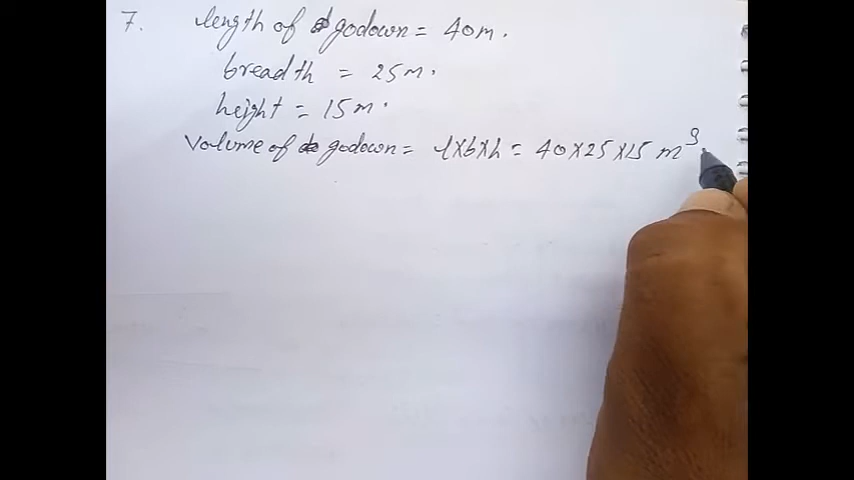 7. length of godown = 40m.
breadth = 25m.
height = 15m.
Volume of godown = l×b×h = 40×25×15 m³.